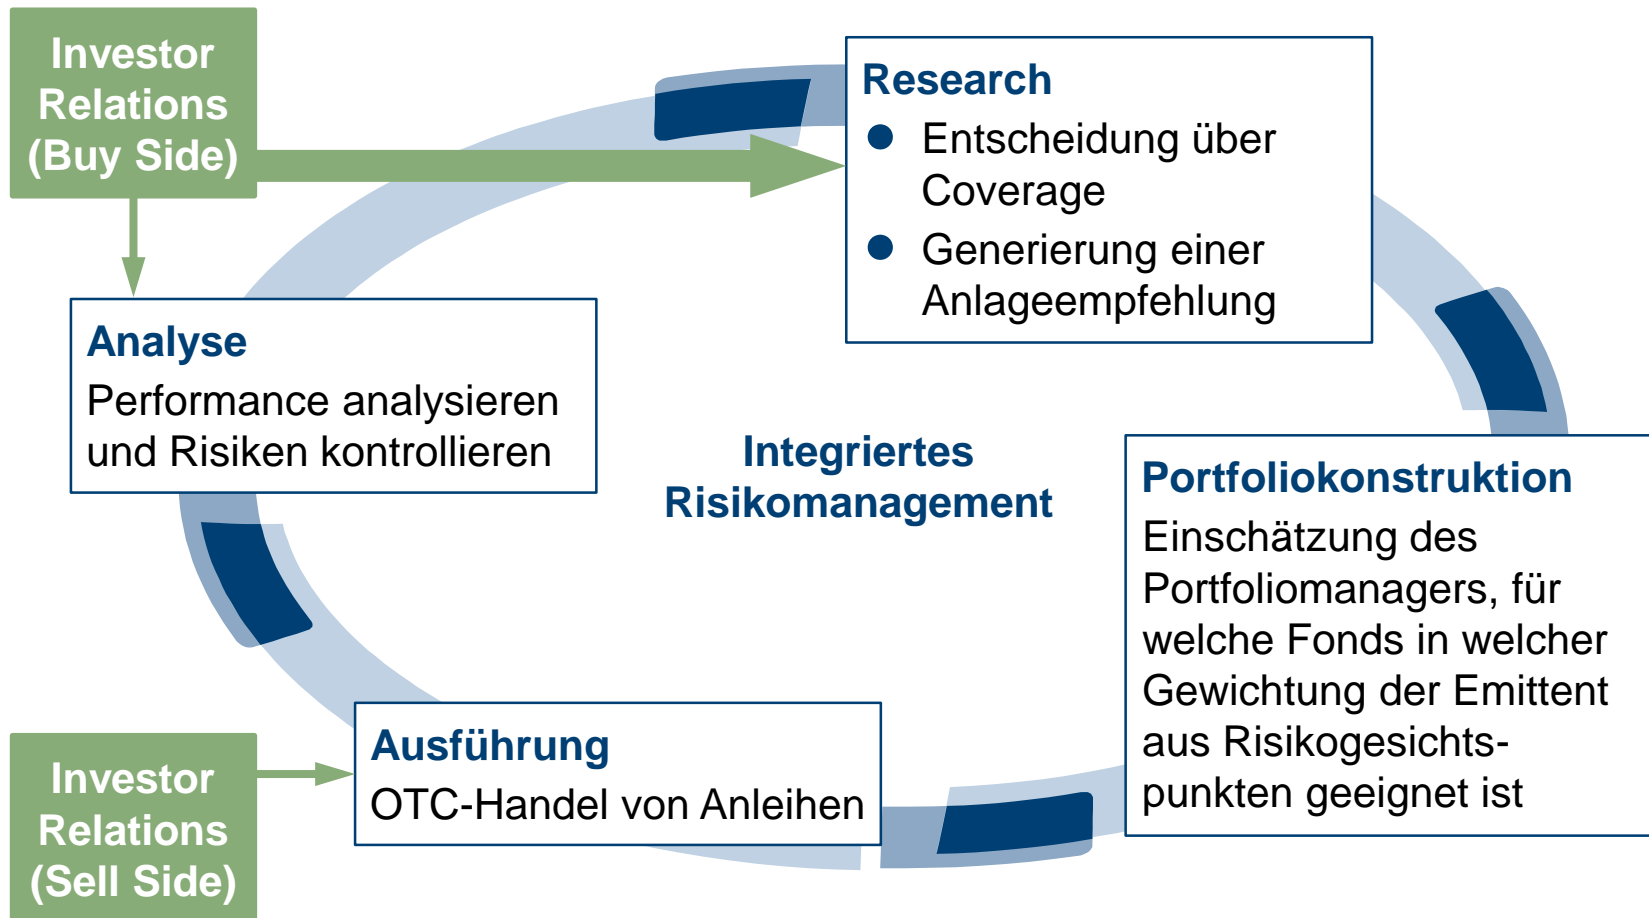 Investor
Relations
(Buy Side)
Research
Entscheidung über
Coverage
Generierung einer
Anlageempfehlung
Analyse
Performance analysieren
und Risiken kontrollieren
Integriertes
Risikomanagement
Portfoliokonstruktion
Einschätzung des
Portfoliomanagers, für
welche Fonds in welcher
Gewichtung der Emittent
aus Risikogesichts-
punkten geeignet ist
Ausführung
OTC-Handel von Anleihen
Investor
Relations
(Sell Side)